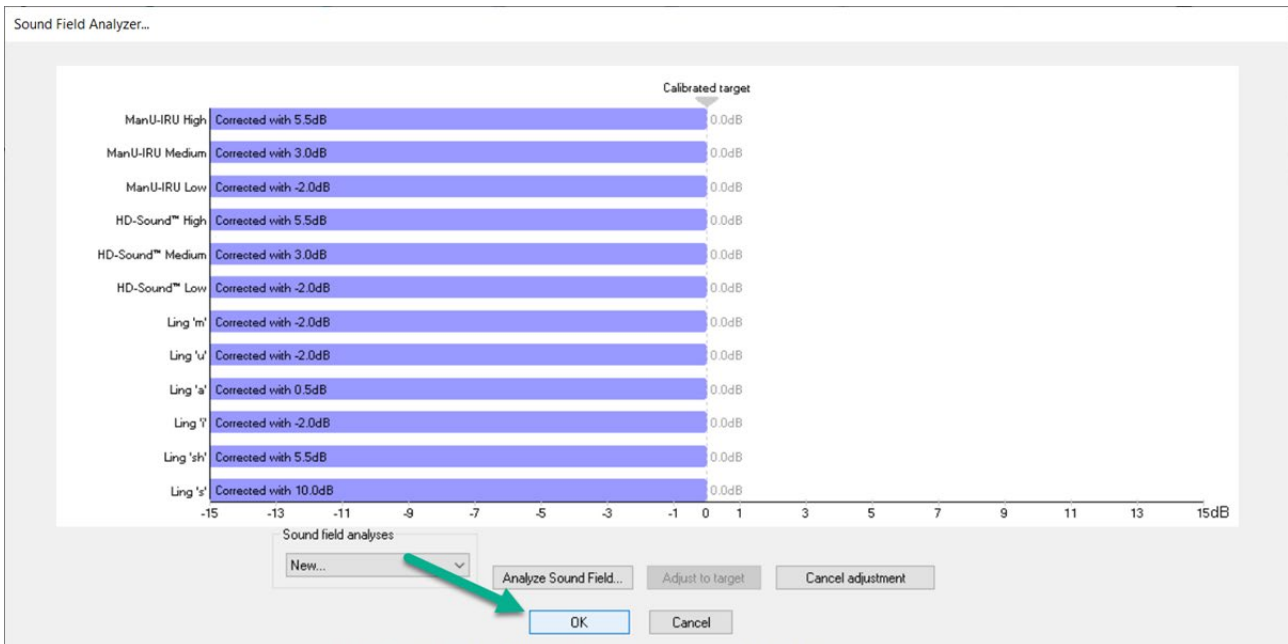 Sound Field Analyzer...
Calibrated target
ManU-IRU High Corrected with 5.5dB 0.0dB
ManU-IRU Medium Corrected with 3.0dB 0.0dB
ManU-IRU Low Corrected with -2.0dB 0.0dB
HD-Sound™ High Corrected with 5.5dB 0.0dB
HD-Sound™ Medium Corrected with 3.0dB 0.0dB
HD-Sound™ Low Corrected with -2.0dB 0.0dB
Ling 'm' Corrected with -2.0dB 0.0dB
Ling 'u' Corrected with -2.0dB 0.0dB
Ling 'a' Corrected with 0.5dB 0.0dB
Ling 'i' Corrected with -2.0dB 0.0dB
Ling 'sh' Corrected with 5.5dB 0.0dB
Ling 's' Corrected with 10.0dB 0.0dB
-15 -13 -11 -9 -7 -5 -3 -1 0 1 3 5 7 9 11 13 15dB
Sound field analyses
New... Analyze Sound Field... Adjust to target Cancel adjustment
OK Cancel